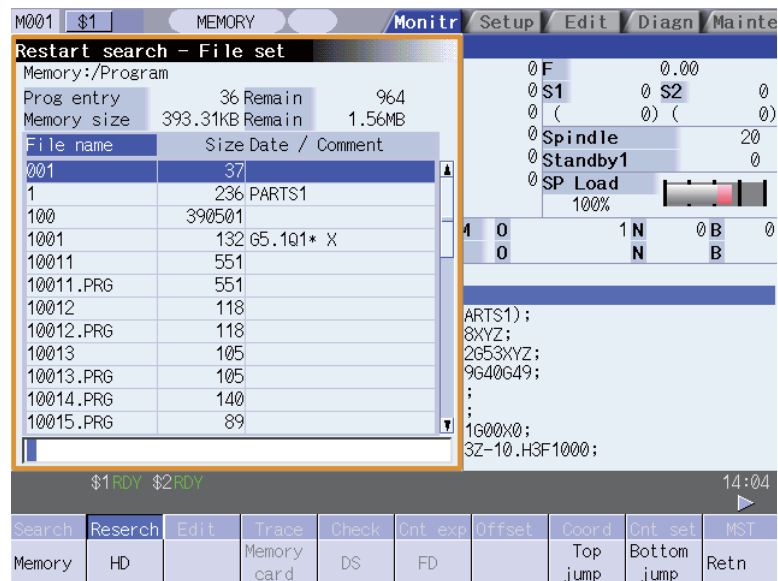 M001 $1 MEMORY Monitr Setup Edit Diagn Mainte
Restart search - File set
Memory:/Program
Prog entry 36 Remain 964
Memory size 393.31KB Remain 1.56MB
File name Size Date / Comment
001 37
1 236 PARTS1
100 390501
1001 132 G5.1Q1* X
10011 551
10011.PRG 551
10012 118
10012.PRG 118
10013 105
10013.PRG 105
10014.PRG 140
10015.PRG 89
0 F 0.00
0 S1 0 S2 0
0 ( 0) ( 0)
0 Spindle 20
0 Standby1 0
0 SP Load
100%
M O 1 N 0 B 0
0 N B
ARTS1);
8XYZ;
2G53XYZ;
9G40G49;
;
;
1G00X0;
3Z-10.H3F1000;
$1RDY $2RDY 14:04
Search Reserch Edit Trace Check Cnt exp Offset Coord Cnt set MST
Memory HD Memory card DS FD Top jump Bottom jump Retn